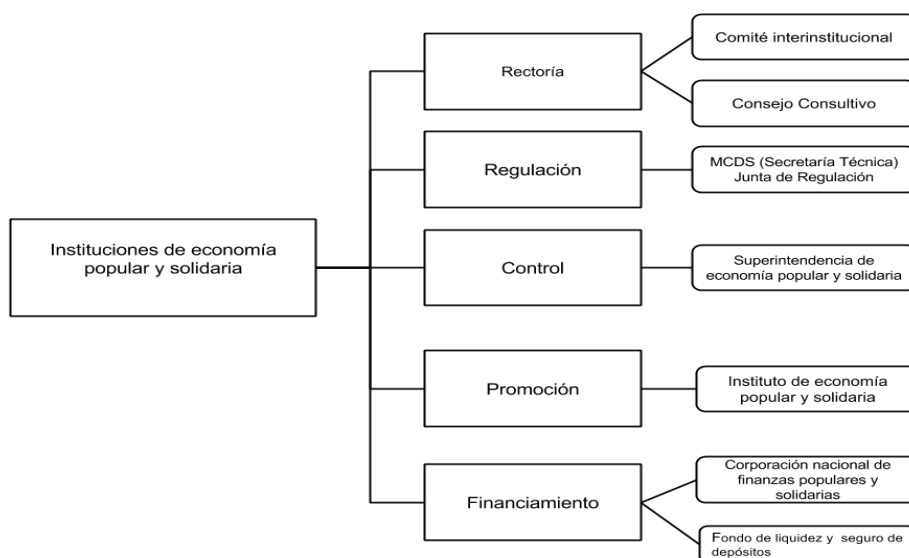 Instituciones de economía
popular y solidaria
Rectoría
Comité interinstitucional
Consejo Consultivo
Regulación
MCDS (Secretaría Técnica)
Junta de Regulación
Control
Superintendencia de
economía popular y solidaria
Promoción
Instituto de economía
popular y solidaria
Financiamiento
Corporación nacional de
finanzas populares y
solidarias
Fondo de liquidez y seguro de
depósitos